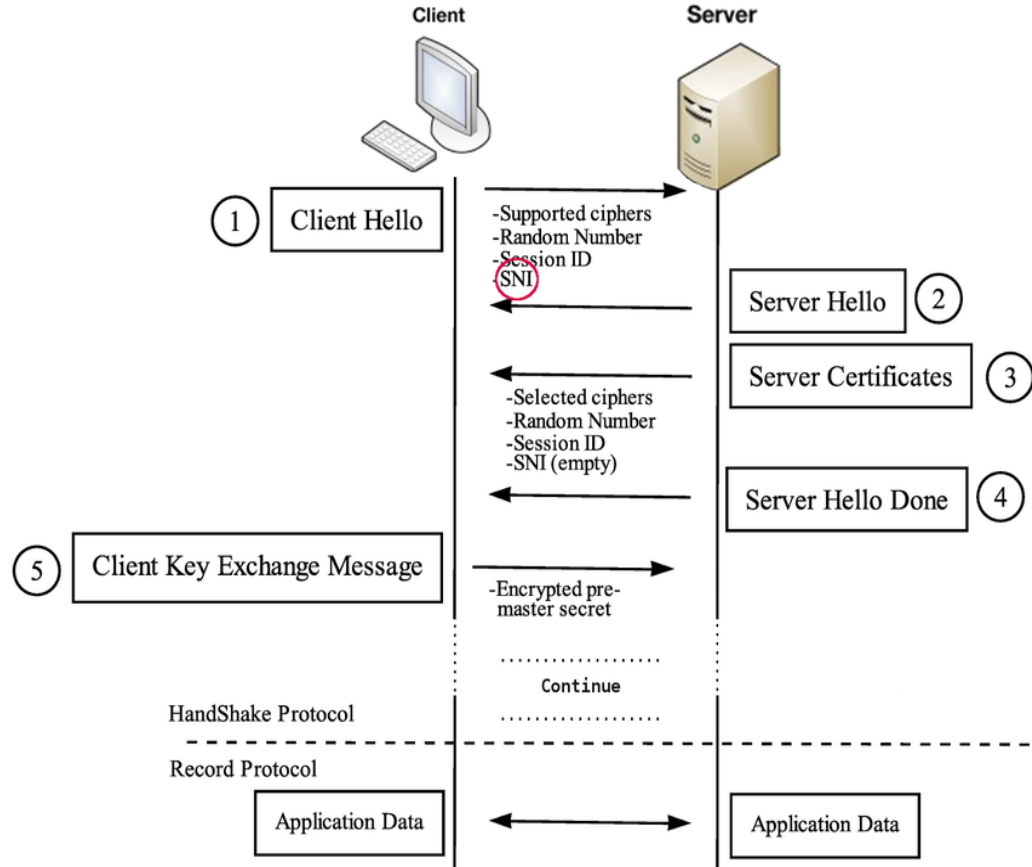 Client
Server
1
Client Hello
-Supported ciphers
-Random Number
-Session ID
-SNI
Server Hello
2
Server Certificates
3
-Selected ciphers
-Random Number
-Session ID
-SNI (empty)
Server Hello Done
4
5
Client Key Exchange Message
-Encrypted pre-
master secret
Continue
HandShake Protocol
Record Protocol
Application Data
Application Data